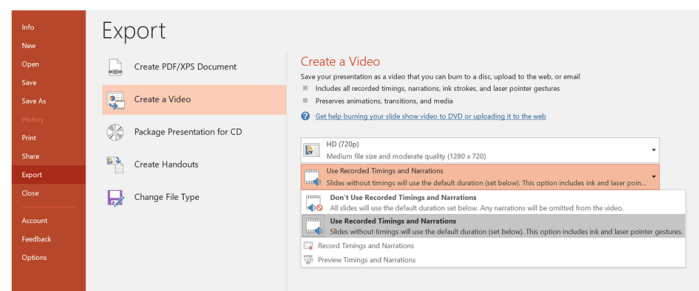 Info
New
Open
Save
Save As
History
Print
Share
Export
Close
Account
Feedback
Options
Export
Create PDF/XPS Document
Create a Video
Package Presentation for CD
Create Handouts
Change File Type
Create a Video
Save your presentation as a video that you can burn to a disc, upload to the web, or email
Includes all recorded timings, narrations, ink strokes, and laser pointer gestures
Preserves animations, transitions, and media
Get help burning your slide show video to DVD or uploading it to the web
HD (720p)
Medium file size and moderate quality (1280 x 720)
Use Recorded Timings and Narrations
Slides without timings will use the default duration (set below). This option includes ink and laser poin...
Don't Use Recorded Timings and Narrations
All slides will use the default duration set below. Any narrations will be omitted from the video.
Use Recorded Timings and Narrations
Slides without timings will use the default duration (set below). This option includes ink and laser pointer gestures.
Record Timings and Narrations
Preview Timings and Narrations